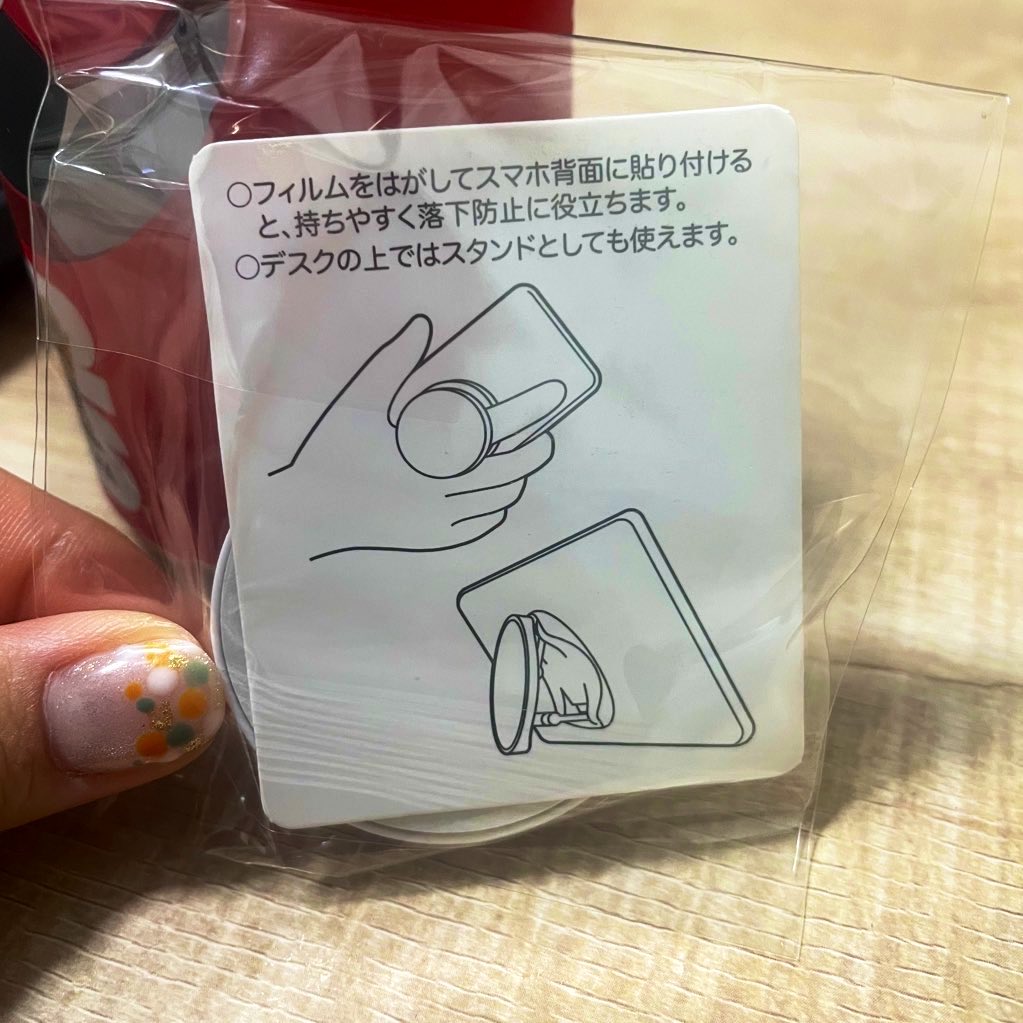 ○フィルムをはがしてスマホ背面に貼り付ける
と、持ちやすく落下防止に役立ちます。
○デスクの上ではスタンドとしても使えます。